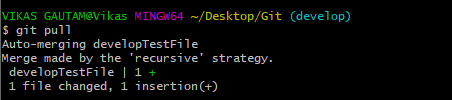 VIKAS GAUTAM@Vikas MINGW64 ~/Desktop/Git (develop)
$ git pull
Auto-merging developTestFile
Merge made by the 'recursive' strategy.
 developTestFile | 1 +
 1 file changed, 1 insertion(+)